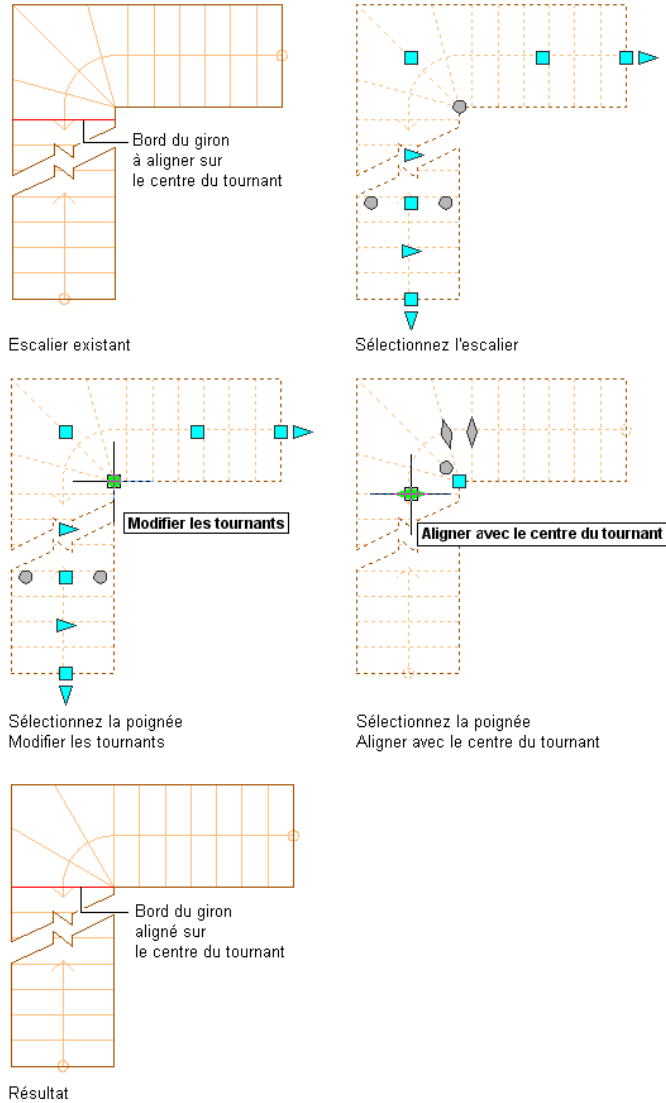 Bord du giron
à aligner sur
le centre du tournant
Escalier existant
Sélectionnez l'escalier
Modifier les tournants
Aligner avec le centre du tournant
Sélectionnez la poignée
Modifier les tournants
Sélectionnez la poignée
Aligner avec le centre du tournant
Bord du giron
aligné sur
le centre du tournant
Résultat